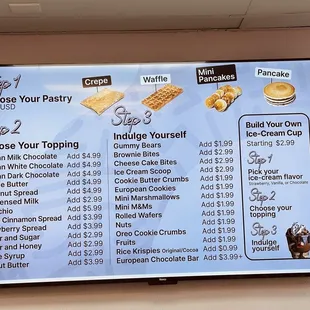 Step 1
ose Your Pastry
USD
Crepe
Waffle
Mini
Pancakes
Pancake
Step 2
ose Your Topping
an Milk Chocolate Add $4.99
an White Chocolate Add $4.99
an Dark Chocolate Add $4.99
e Butter Add $4.99
nut Spread Add $4.99
ensed Milk Add $2.99
chio Add $4.99
Cinnamon Spread Add $3.99
wberry Spread Add $3.99
r and Sugar Add $2.99
r and Honey Add $2.99
e Syrup Add $2.99
ut Butter Add $3.99
Step 3
Indulge Yourself
Gummy Bears Add $1.99
Brownie Bites Add $2.99
Cheese Cake Bites Add $2.99
Ice Cream Scoop Add $2.99
Cookie Butter Crumbs Add $1.99
European Cookies Add $1.99
Mini Marshmallows Add $1.99
Mini M&Ms Add $1.99
Rolled Wafers Add $1.99
Nuts Add $1.99
Oreo Cookie Crumbs Add $1.99
Fruits Add $1.99
Rice Krispies Original/Cocoa Add $0.99
European Chocolate Bar Add $3.99+
Build Your Own
Ice-Cream Cup
Starting $2.99
Step 1
Pick your
ice-cream flavor
Strawberry, Vanilla, or Chocolate
Step 2
Choose your
topping
Step 3
Indulge
yourself